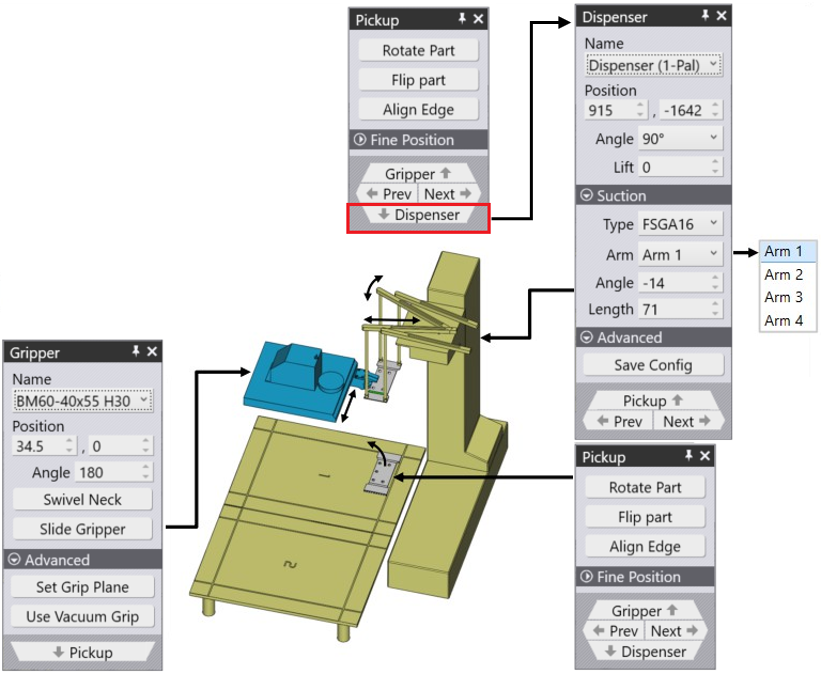 Pickup
Rotate Part
Flip part
Align Edge
Fine Position
Gripper
Prev Next
Dispenser
Dispenser
Name
Dispenser (1-Pal)
Position
915 , -1642
Angle 90°
Lift 0
Suction
Type FSGA16
Arm Arm 1
Angle -14
Length 71
Advanced
Save Config
Pickup
Prev Next
Arm 1
Arm 2
Arm 3
Arm 4
Gripper
Name
BM60-40x55 H30
Position
34.5 , 0
Angle 180
Swivel Neck
Slide Gripper
Advanced
Set Grip Plane
Use Vacuum Grip
Pickup
1
2
Pickup
Rotate Part
Flip part
Align Edge
Fine Position
Gripper
Prev Next
Dispenser